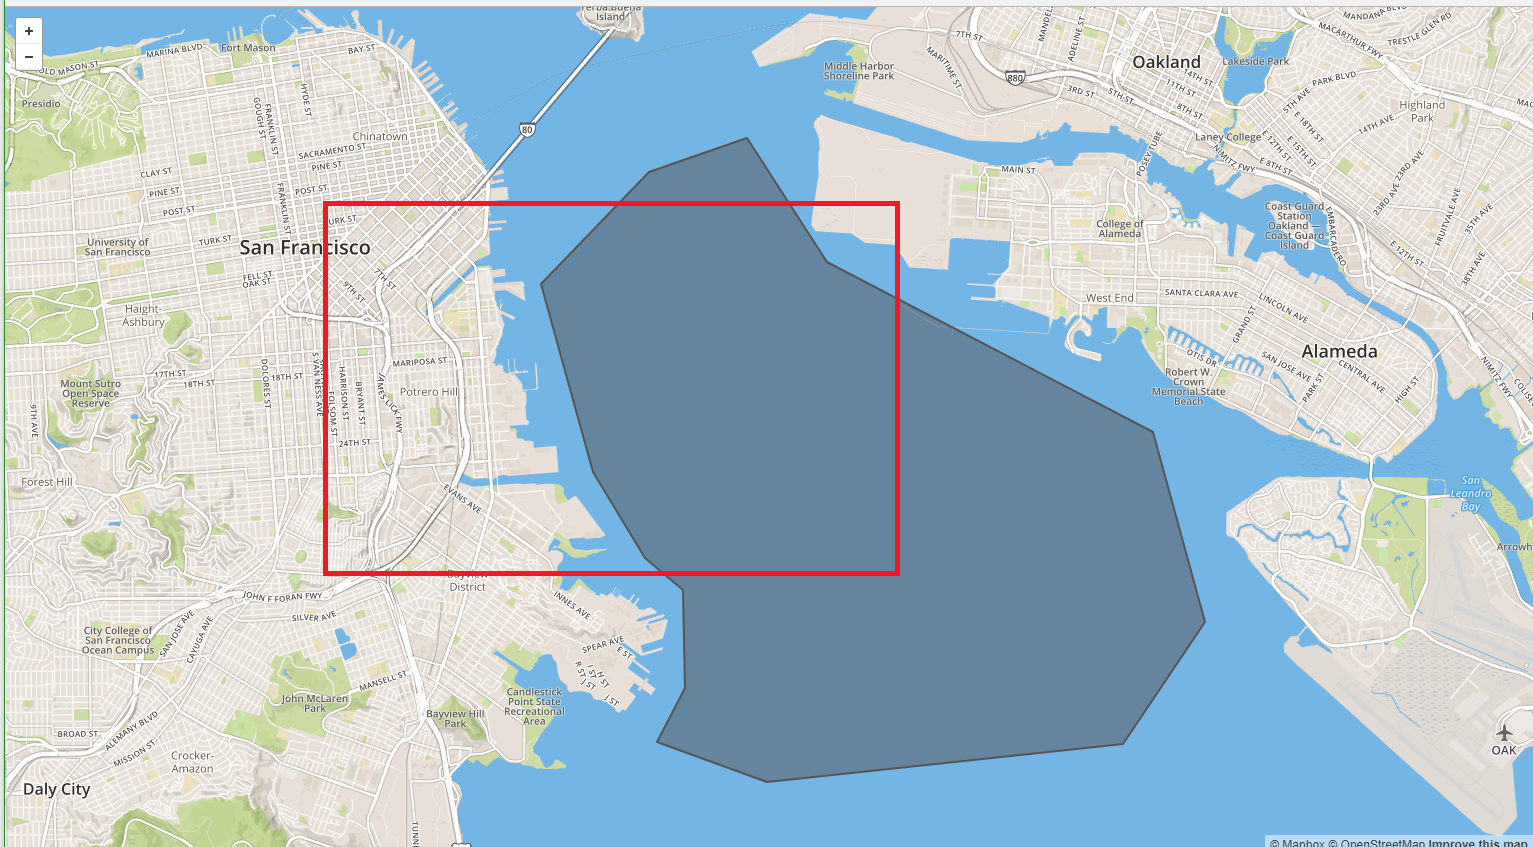 +
−
Yerba Buena
Island
MARINA BLVD
Fort Mason
BAY ST
OLD MASON ST
Presidio
HYDE ST
FRANKLIN ST
GOUGH ST
Chinatown
SACRAMENTO ST
PINE ST
CLAY ST
PINE ST
POST ST
POST ST
FRANKLIN ST
TURK ST
URK ST
University of
San Francisco
San Francisco
FELL ST
OAK ST
7TH ST
9TH ST
Haight-
Ashbury
80
Middle Harbor
Shoreline Park
7TH ST
MARITIME ST
MANDEL
ADELINE ST
880
3RD ST
5TH ST
Oakland
14TH ST
11TH ST
8TH ST
Lakeside Park
MANDANA BLVD
TRESTLE GLEN RD
MACARTHUR FWY
PARK BLVD
5TH AVE
E 18TH ST
14TH AVE
Highland
Park
MAC
Laney College
E 12TH ST
E 15TH ST
NIMITZ FWY
E 8TH ST
POSEY TUBE
MAIN ST
College of
Alameda
Coast Guard
Station
Oakland —
Coast Guard
Island
EMBARCADERO
23RD AVE
23RD AVE
FRUITVALE AVE
35TH AVE
38TH AVE
E 12TH ST
West End
SANTA CLARA AVE
LINCOLN AVE
GRAND ST
Alameda
OTIS DR
SAN JOSE AVE
PARK ST
CENTRAL AVE
HIGH ST
NIMITZ FWY
COLISE
Robert W.
Crown
Memorial State
Beach
MARIPOSA ST
Potrero Hill
17TH ST
18TH ST
18TH ST
DOLORES ST
S VAN NESS AVE
FOLSOM ST
HARRISON ST
BRYANT ST
JAMES LICK FWY
24TH ST
Mount Sutro
Open Space
Reserve
9TH AVE
Forest Hill
EVANS AVE
San
Leandro
Bay
Arrowh
Bayview
District
JOHN F FORAN FWY
SILVER AVE
INNES AVE
SPEAR AVE
E ST
H ST
I ST
R ST
J ST
J ST
City College of
San Francisco
Ocean Campus
SAN JOSE AVE
CAYUGA AVE
MANSELL ST
John McLaren
Park
Bayview Hill
Park
Candlestick
Point State
Recreational
Area
BROAD ST
ALEMANY BLVD
MISSION ST
Crocker-
Amazon
Daly City
TUNN
OAK
© Mapbox © OpenStreetMap Improve this map